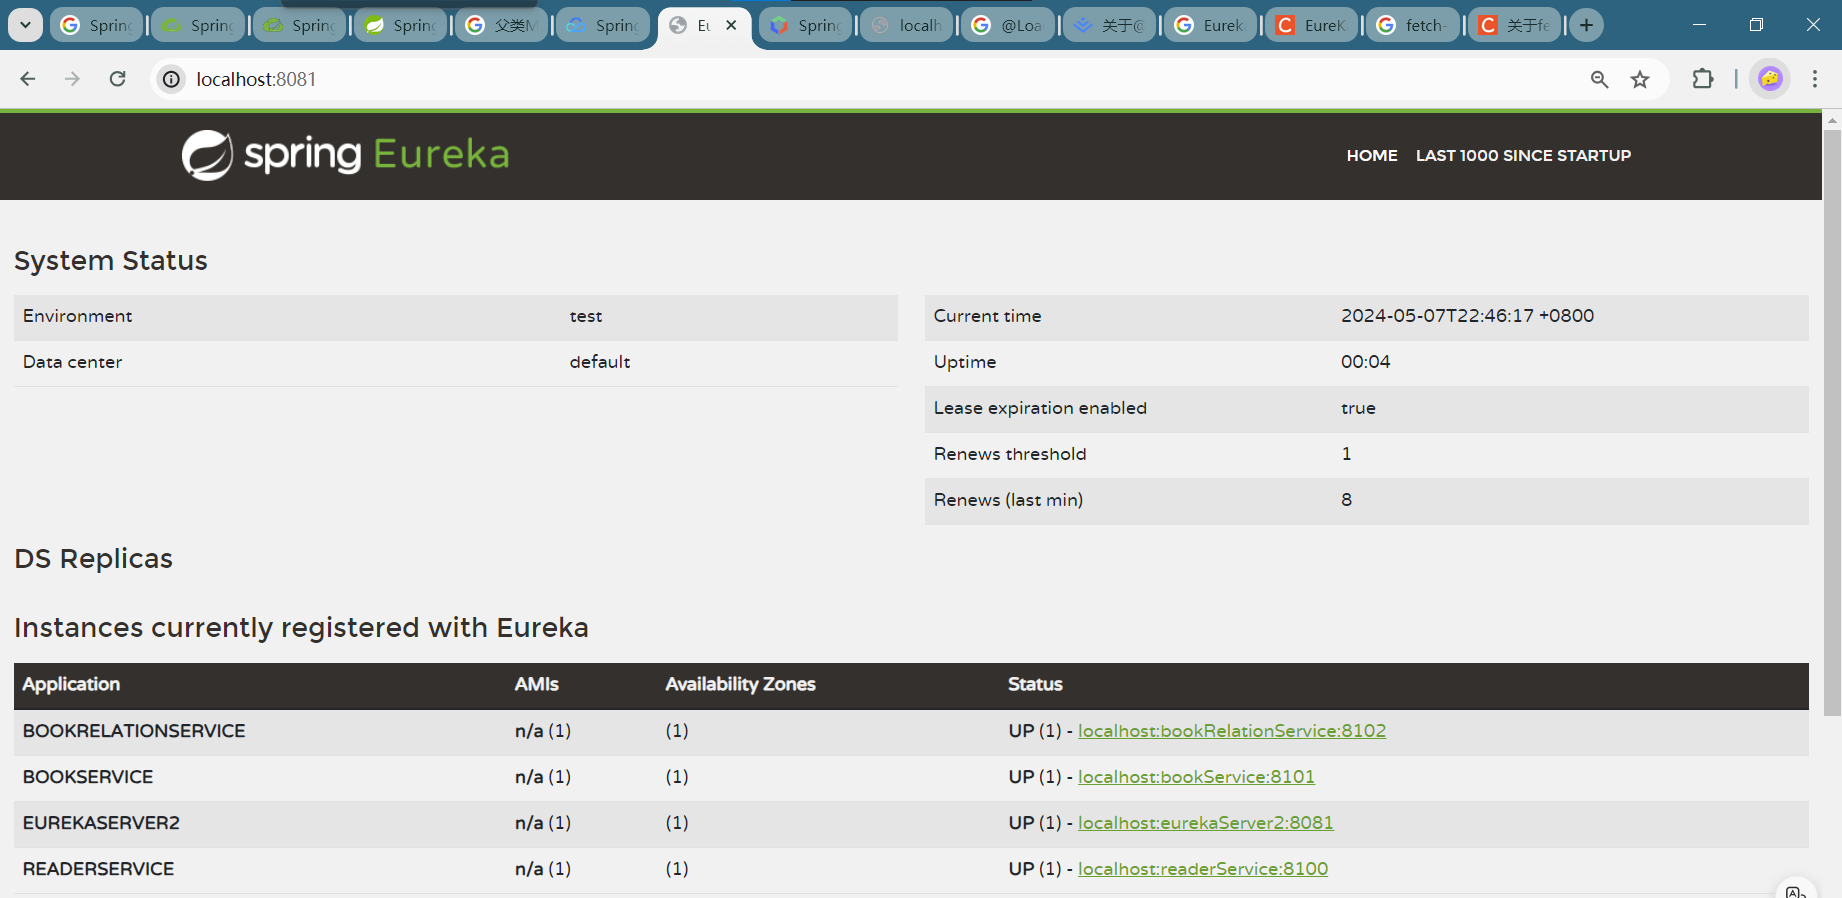 Spring
Spring
Spring
Spring
父类M
Spring
Eu
Spring
localh
@Loa
关于@
Eurek
EureK
fetch-
关于fe
localhost:8081
spring Eureka
HOME LAST 1000 SINCE STARTUP
System Status
Environment test
Data center default
Current time 2024-05-07T22:46:17 +0800
Uptime 00:04
Lease expiration enabled true
Renews threshold 1
Renews (last min) 8
DS Replicas
Instances currently registered with Eureka
Application AMIs Availability Zones Status
BOOKRELATIONSERVICE n/a (1) (1) UP (1) - localhost:bookRelationService:8102
BOOKSERVICE n/a (1) (1) UP (1) - localhost:bookService:8101
EUREKASERVER2 n/a (1) (1) UP (1) - localhost:eurekaServer2:8081
READERSERVICE n/a (1) (1) UP (1) - localhost:readerService:8100